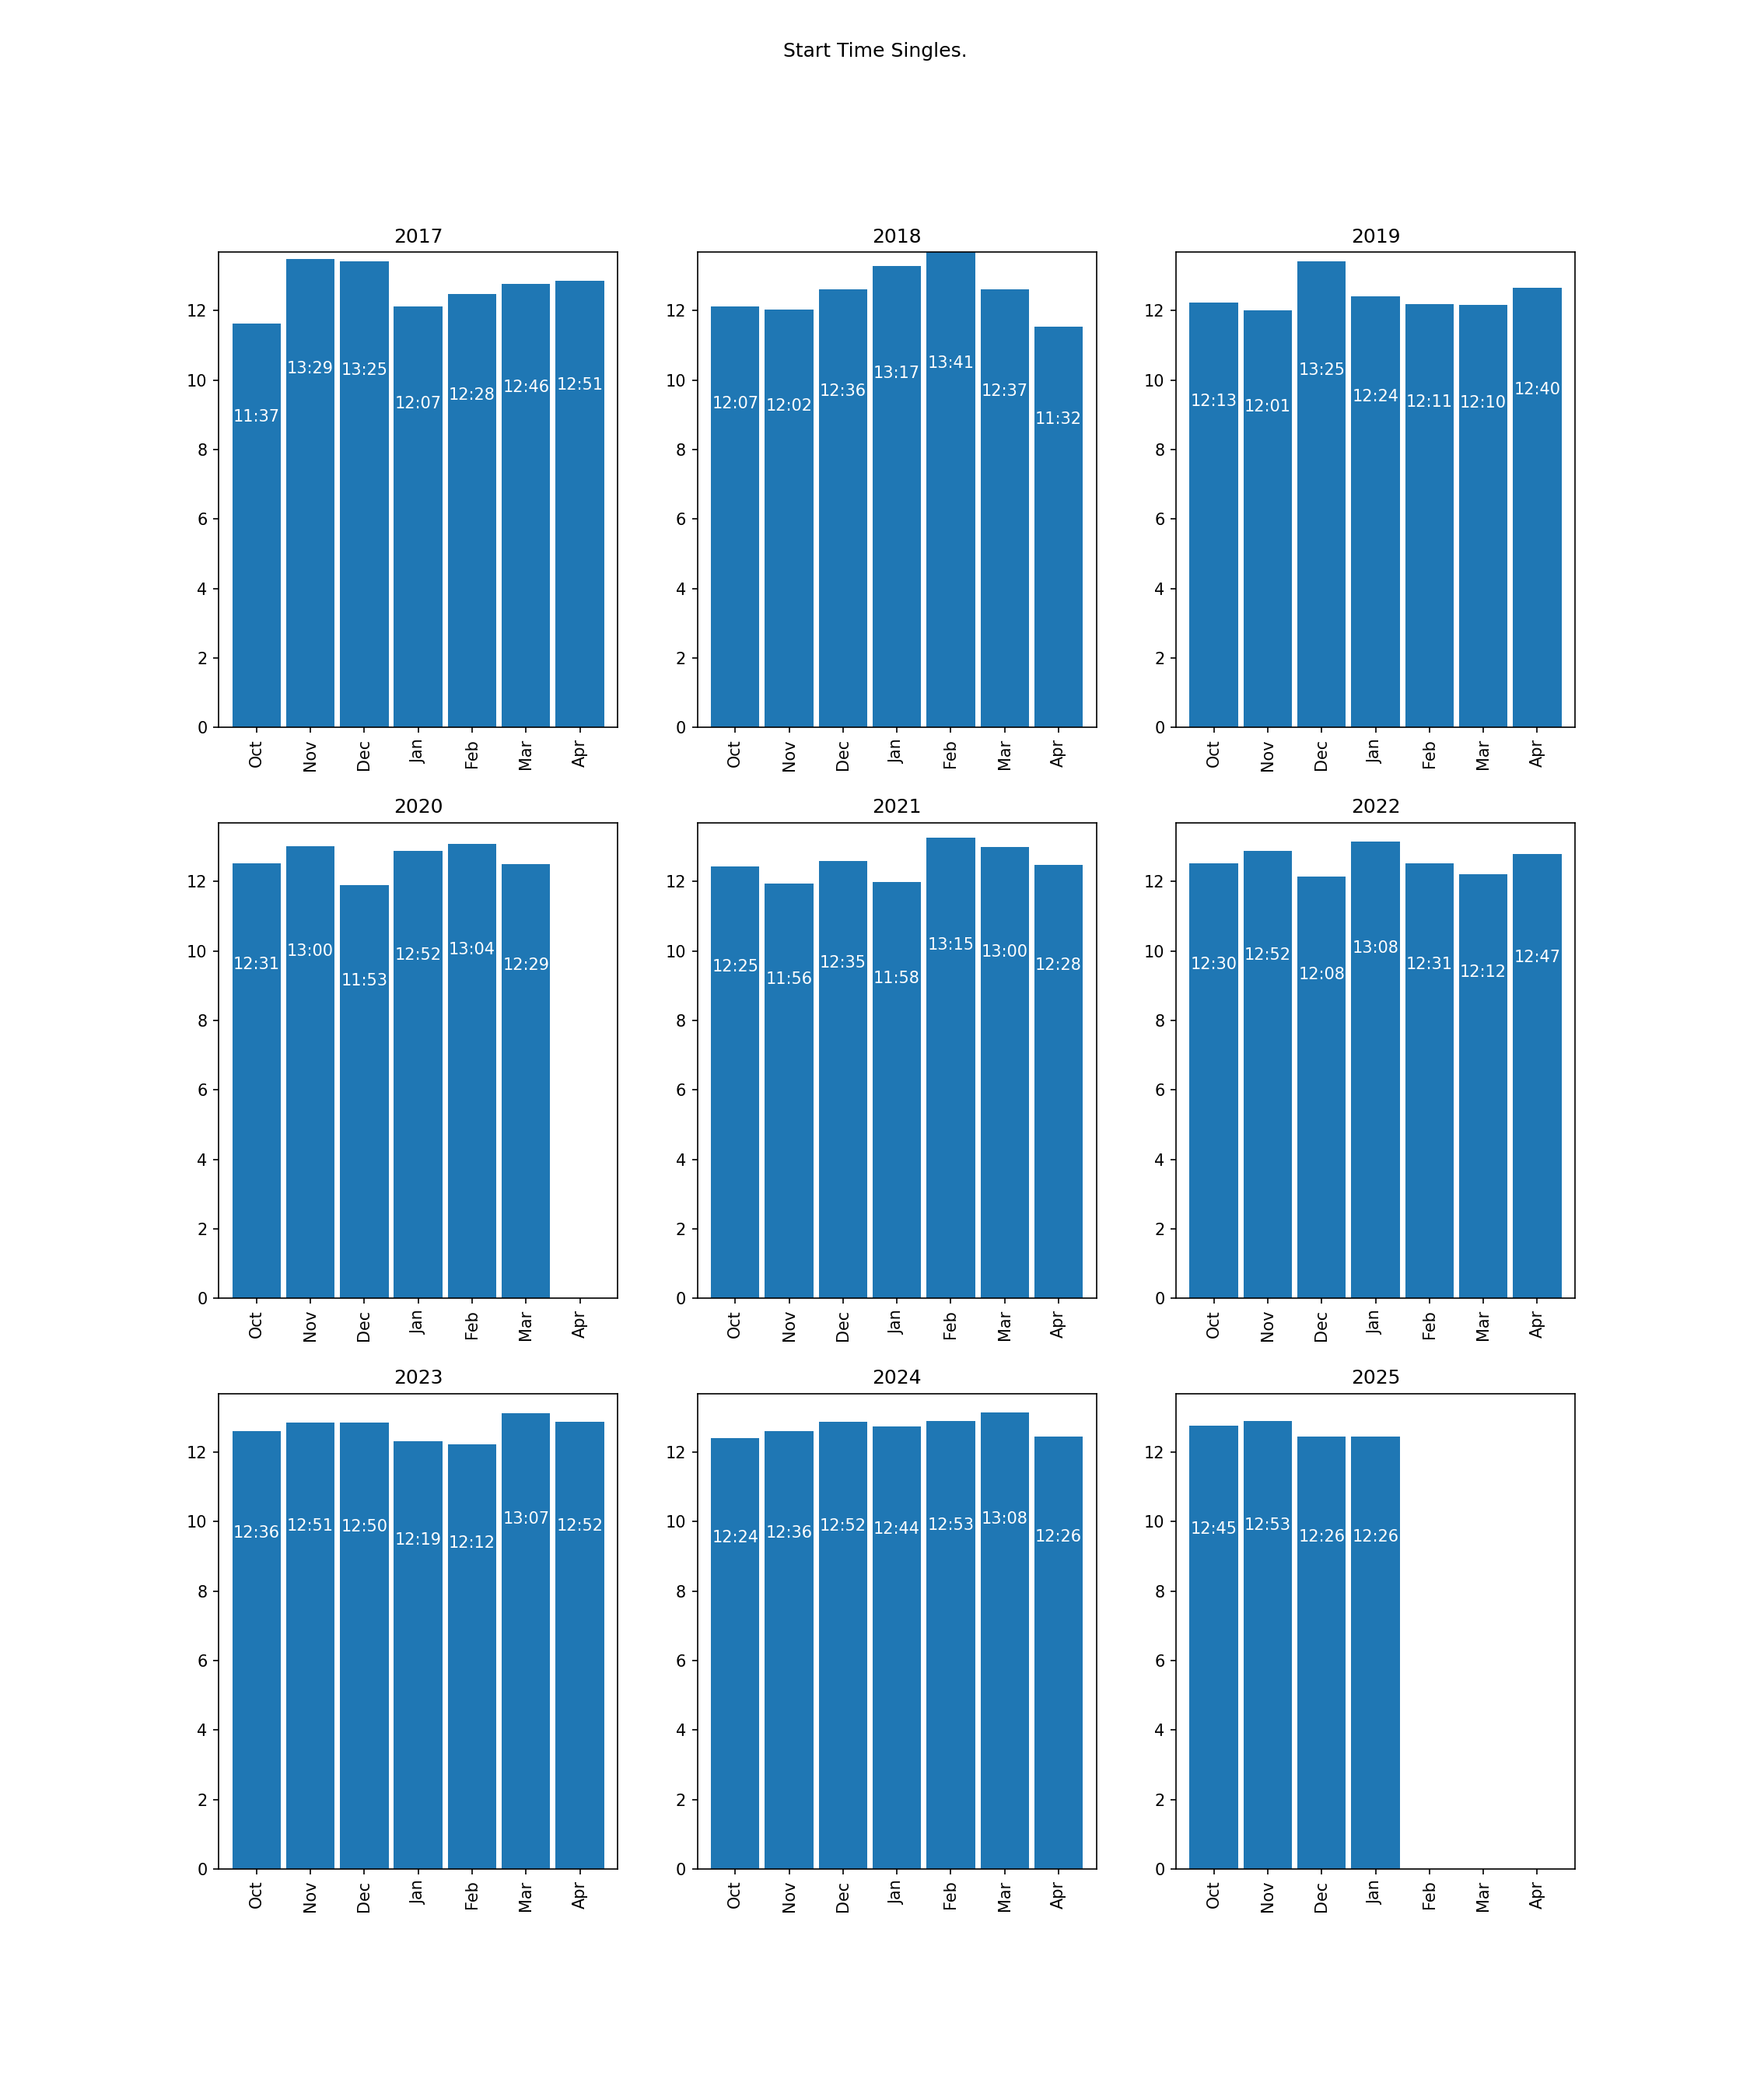 Start Time Singles.
2017 2018 2019
12 12 12
10 10 10
8 8 8
6 6 6
4 4 4
2 2 2
0 0 0
11:37 13:29 13:25 12:07 12:28 12:46 12:51
12:07 12:02 12:36 13:17 13:41 12:37 11:32
12:13 12:01 13:25 12:24 12:11 12:10 12:40
Oct Nov Dec Jan Feb Mar Apr Oct Nov Dec Jan Feb Mar Apr Oct Nov Dec Jan Feb Mar Apr
2020 2021 2022
12 12 12
10 10 10
8 8 8
6 6 6
4 4 4
2 2 2
0 0 0
12:31 13:00 11:53 12:52 13:04 12:29
12:25 11:56 12:35 11:58 13:15 13:00 12:28
12:30 12:52 12:08 13:08 12:31 12:12 12:47
Oct Nov Dec Jan Feb Mar Apr Oct Nov Dec Jan Feb Mar Apr Oct Nov Dec Jan Feb Mar Apr
2023 2024 2025
12 12 12
10 10 10
8 8 8
6 6 6
4 4 4
2 2 2
0 0 0
12:36 12:51 12:50 12:19 12:12 13:07 12:52
12:24 12:36 12:52 12:44 12:53 13:08 12:26
12:45 12:53 12:26 12:26
Oct Nov Dec Jan Feb Mar Apr Oct Nov Dec Jan Feb Mar Apr Oct Nov Dec Jan Feb Mar Apr